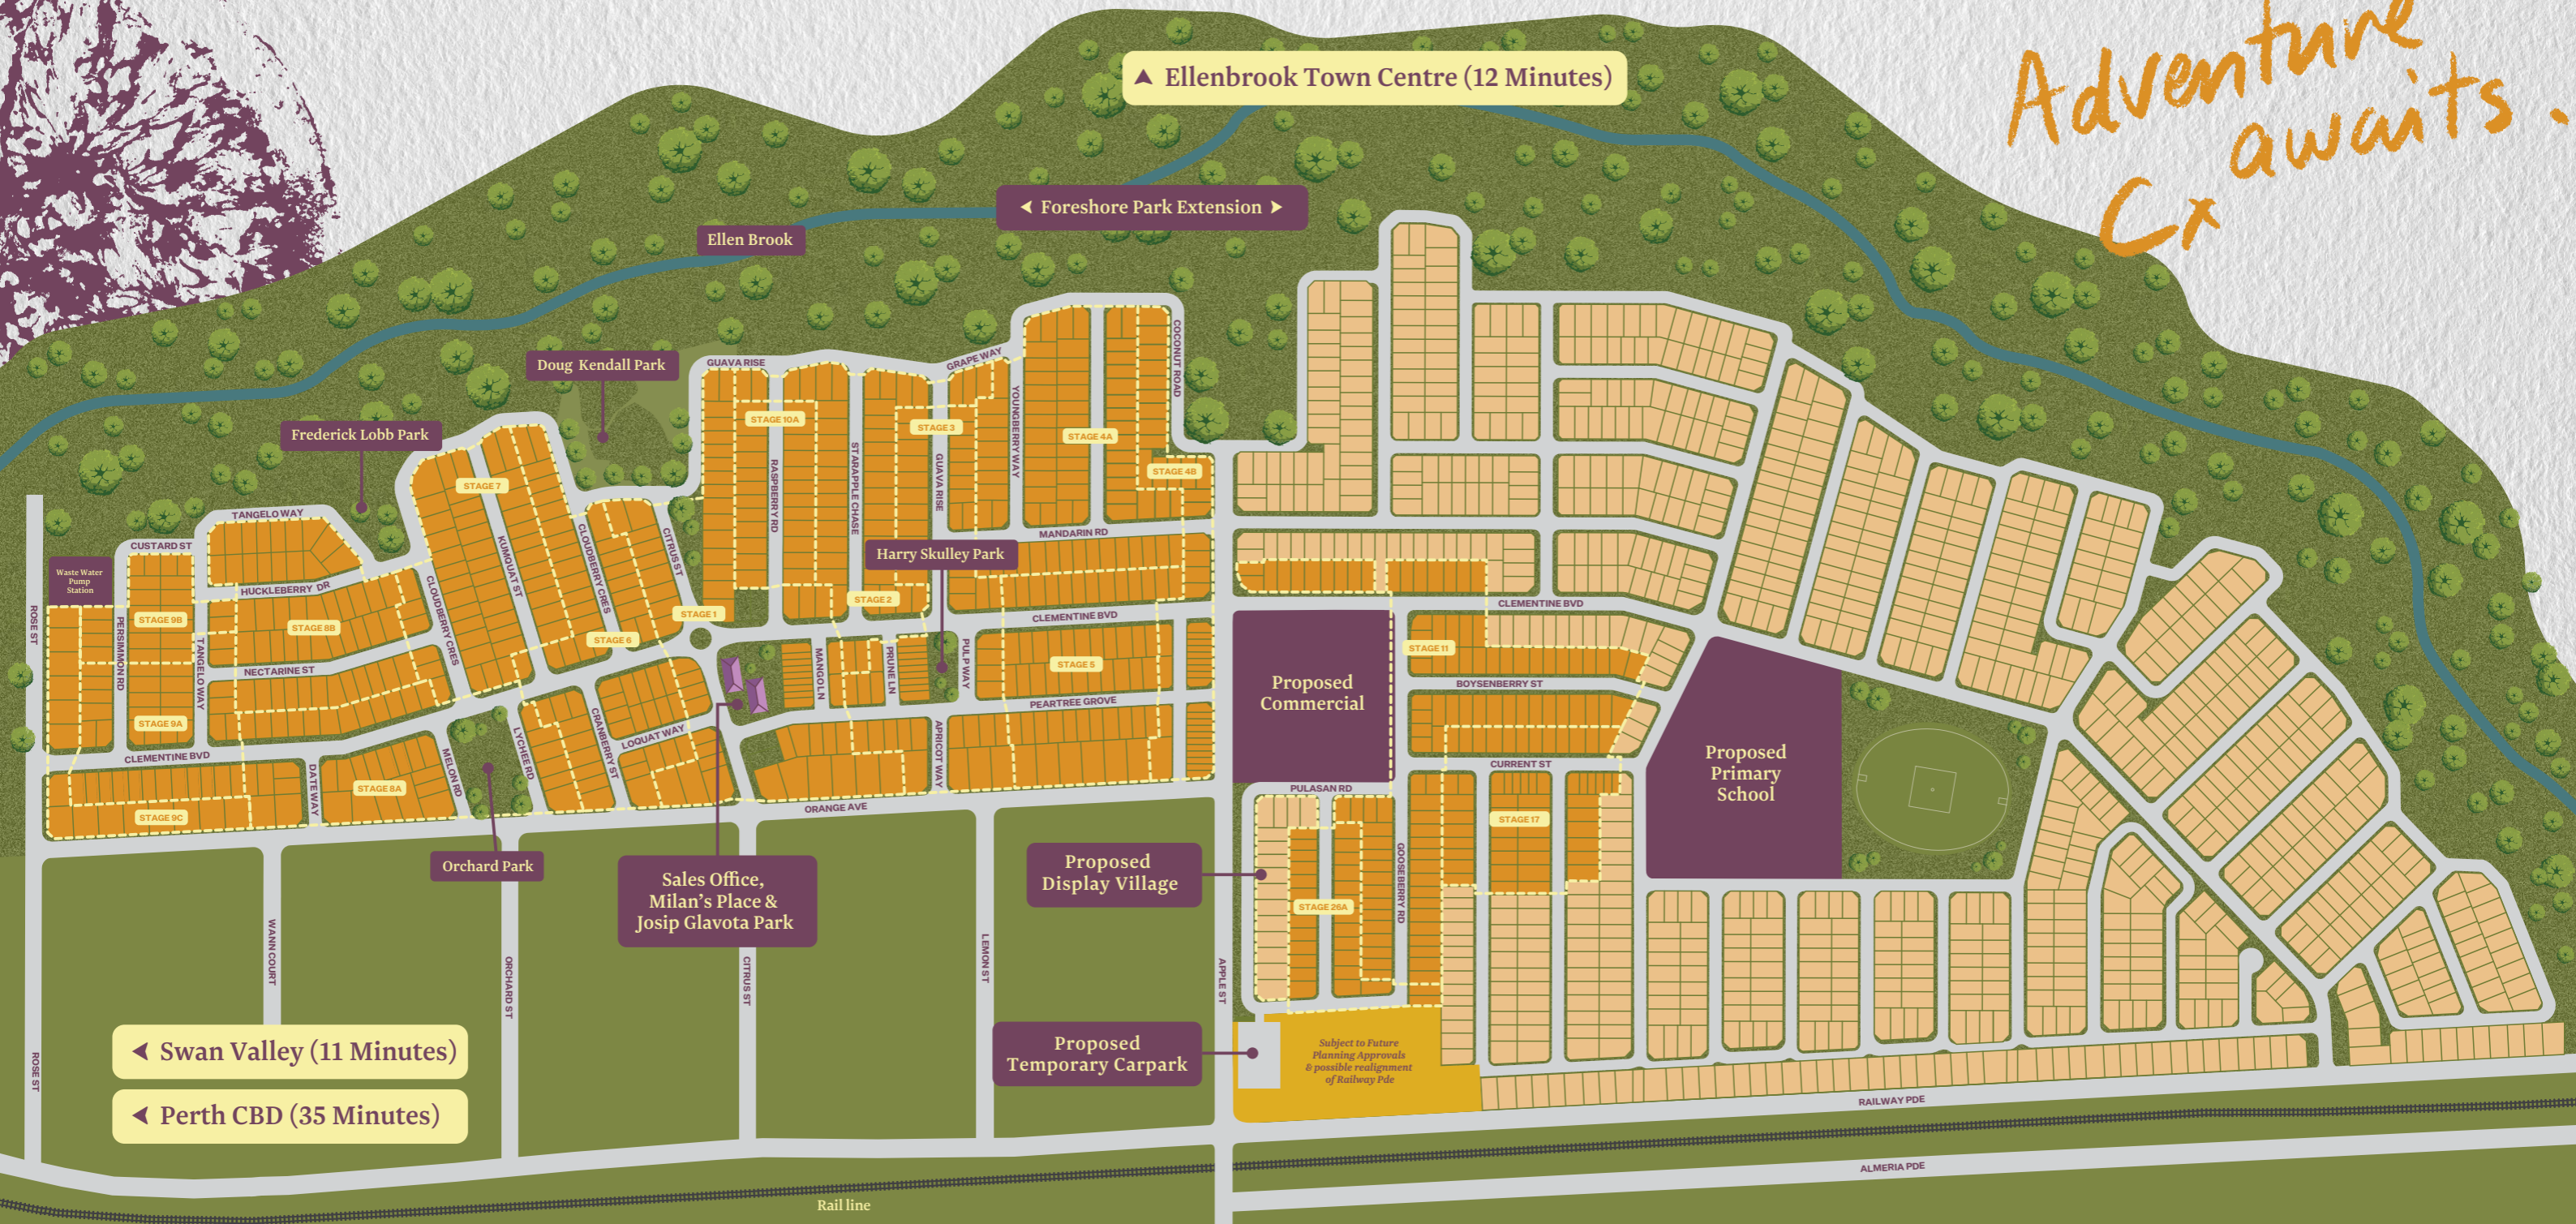 Adventure
awaits.
Cx
Ellenbrook Town Centre (12 Minutes)
Foreshore Park Extension
Ellen Brook
Doug Kendall Park
Frederick Lobb Park
Harry Skulley Park
Waste Water
Pump
Station
GUAVA RISE
GRAPE WAY
COCONUT ROAD
YOUNGBERRY WAY
STAGE 10A
STAGE 3
STAGE 4A
STAGE 4B
RASPBERRY RD
STARAPPLE CHASE
GUAVA RISE
MANDARIN RD
STAGE 7
TANGELO WAY
CUSTARD ST
KUMQUAT ST
CLOUDBERRY CRES
CITRUS ST
HUCKLEBERRY DR
CLOUDBERRY CRES
STAGE 1
STAGE 2
CLEMENTINE BVD
CLEMENTINE BVD
ROSE ST
PERSIMMON RD
STAGE 9B
STAGE 8B
STAGE 6
TANGELO WAY
NECTARINE ST
MANGO LN
PRUNE LN
PULP WAY
STAGE 5
PEARTREE GROVE
STAGE 9A
CLEMENTINE BVD
STAGE 9C
DATE WAY
STAGE 8A
MELON RD
LYCHEE RD
CRANBERRY ST
LOQUAT WAY
APRICOT WAY
ORANGE AVE
Orchard Park
Sales Office,
Milan's Place &
Josip Glavota Park
Proposed
Commercial
STAGE 11
BOYSENBERRY ST
CURRENT ST
PULASAN RD
STAGE 17
STAGE 26A
GOOSEBERRY RD
Proposed
Primary
School
Proposed
Display Village
Proposed
Temporary Carpark
Subject to Future
Planning Approvals
& possible realignment
of Railway Pde
WANN COURT
ORCHARD ST
CITRUS ST
LEMON ST
APPLE ST
ROSE ST
Swan Valley (11 Minutes)
Perth CBD (35 Minutes)
RAILWAY PDE
ALMERIA PDE
Rail line